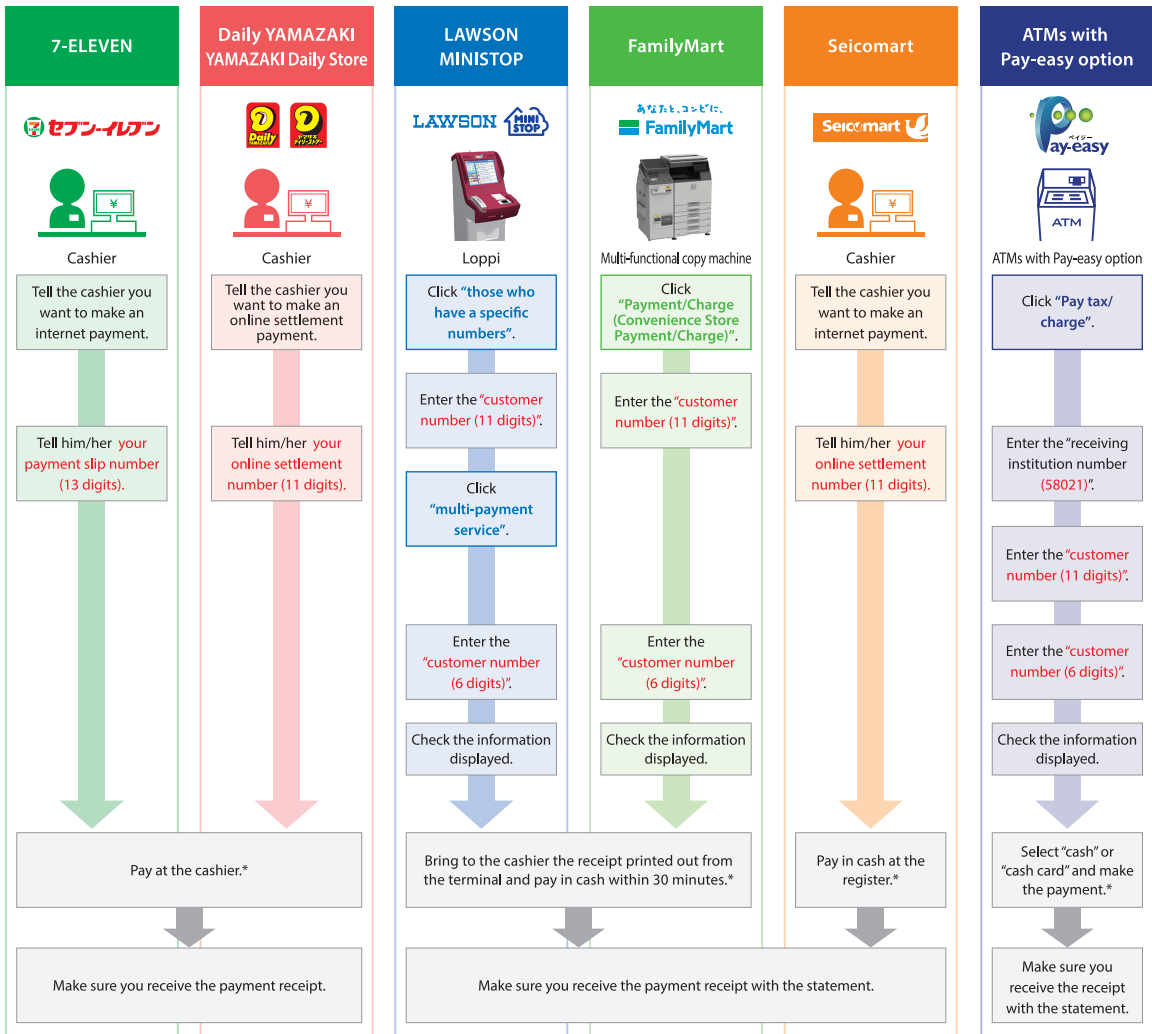 7-ELEVEN
セブン-イレブン
¥
Cashier
Tell the cashier you
want to make an
internet payment.
Tell him/her your
payment slip number
(13 digits).
Daily YAMAZAKI
YAMAZAKI Daily Store
Daily
YAMAZAKI
ヤマザキ
デイリーストアー
¥
Cashier
Tell the cashier you
want to make an
online settlement
payment.
Tell him/her your
online settlement
number (11 digits).
Pay at the cashier.*
Make sure you receive the payment receipt.
LAWSON
MINISTOP
LAWSON
MINI
STOP
Loppi
Click “those who
have a specific
numbers”.
Enter the “customer
number (11 digits)”.
Click
“multi-payment
service”.
Enter the
“customer number
(6 digits)”.
Check the information
displayed.
FamilyMart
あなたと、コンビに、
FamilyMart
Multi-functional copy machine
Click
“Payment/Charge
(Convenience Store
Payment/Charge)”.
Enter the “customer
number (11 digits)”.
Enter the
“customer number
(6 digits)”.
Check the information
displayed.
Bring to the cashier the receipt printed out from
the terminal and pay in cash within 30 minutes.*
Seicomart
Seicomart
¥
Cashier
Tell the cashier you
want to make an
internet payment.
Tell him/her your
online settlement
number (11 digits).
Pay in cash at the
register.*
Make sure you receive the payment receipt with the statement.
ATMs with
Pay-easy option
ペイジー
Pay-easy
ATM
ATMs with Pay-easy option
Click “Pay tax/
charge”.
Enter the “receiving
institution number
(58021)”.
Enter the “customer
number (11 digits)”.
Enter the “customer
number (6 digits)”.
Check the information
displayed.
Select “cash” or
“cash card” and make
the payment.*
Make sure you
receive the receipt
with the statement.